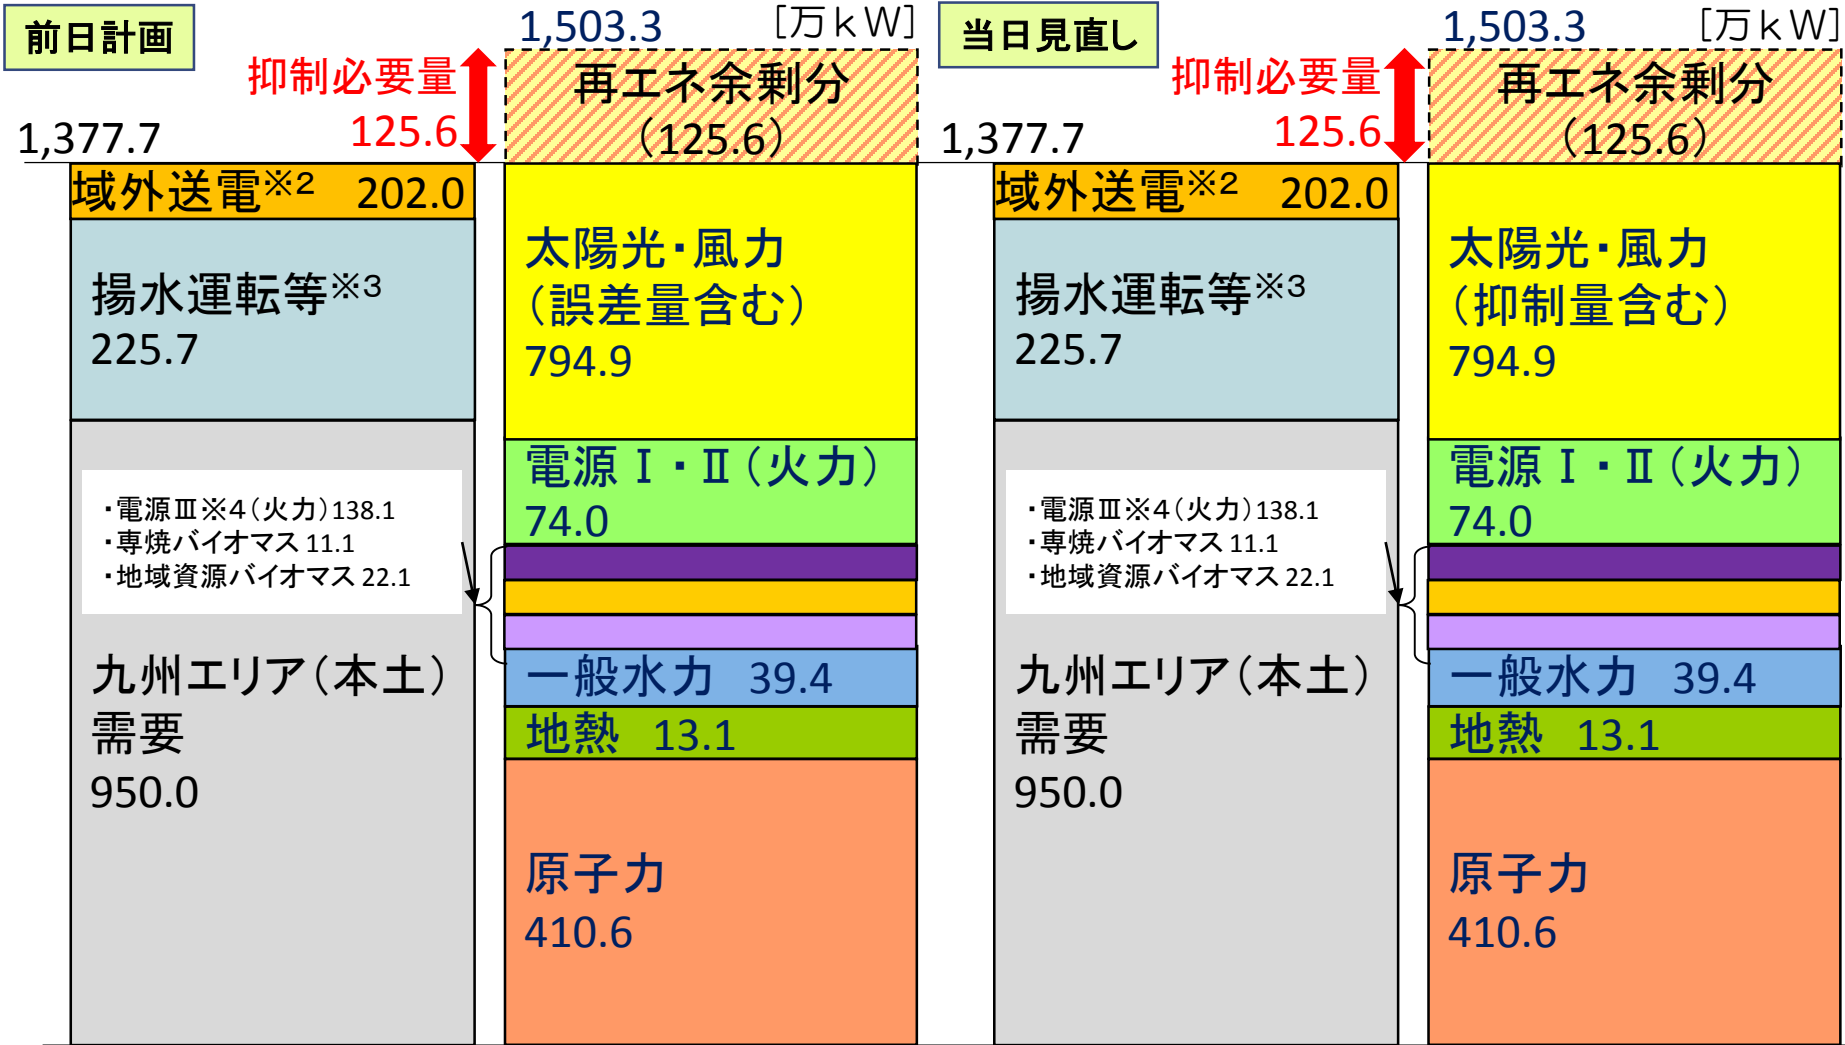 前日計画
1,503.3
[万kW]
抑制必要量
125.6
再エネ余剰分
(125.6)
1,377.7
域外送電※2 202.0
揚水運転等※3
225.7
太陽光・風力
(誤差量含む)
794.9
電源Ⅰ・Ⅱ(火力)
74.0
・電源Ⅲ※4(火力)138.1
・専焼バイオマス 11.1
・地域資源バイオマス 22.1
九州エリア(本土)
需要
950.0
一般水力 39.4
地熱 13.1
原子力
410.6
当日見直し
1,503.3
[万kW]
抑制必要量
125.6
再エネ余剰分
(125.6)
1,377.7
域外送電※2 202.0
揚水運転等※3
225.7
太陽光・風力
(抑制量含む)
794.9
電源Ⅰ・Ⅱ(火力)
74.0
・電源Ⅲ※4(火力)138.1
・専焼バイオマス 11.1
・地域資源バイオマス 22.1
九州エリア(本土)
需要
950.0
一般水力 39.4
地熱 13.1
原子力
410.6